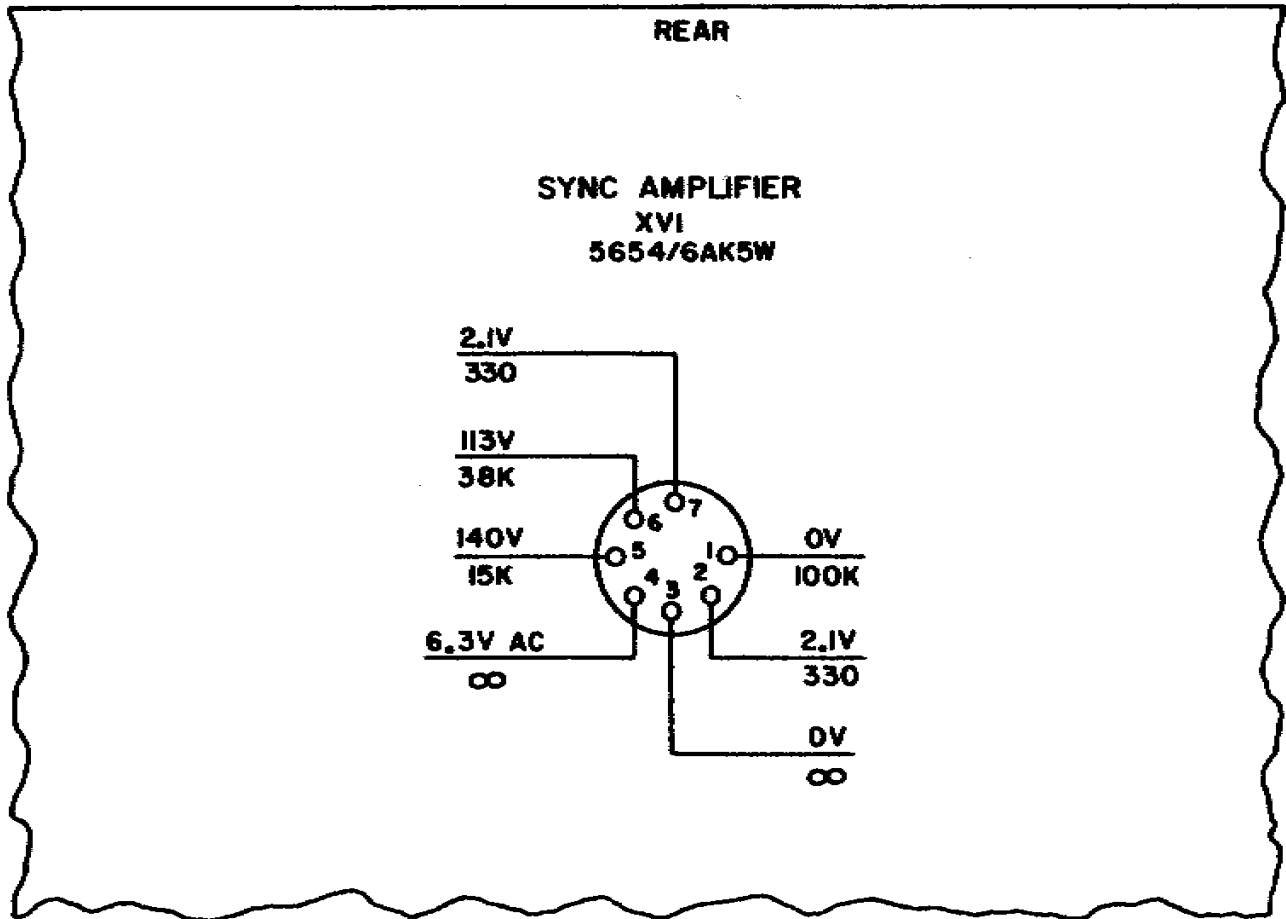 REAR
SYNC AMPLIFIER
XV1
5654/6AK5W
2.1V
330
113V
38K
140V
15K
6.3V AC
∞
7
6
5
4
3
2
1
0V
100K
2.1V
330
0V
∞